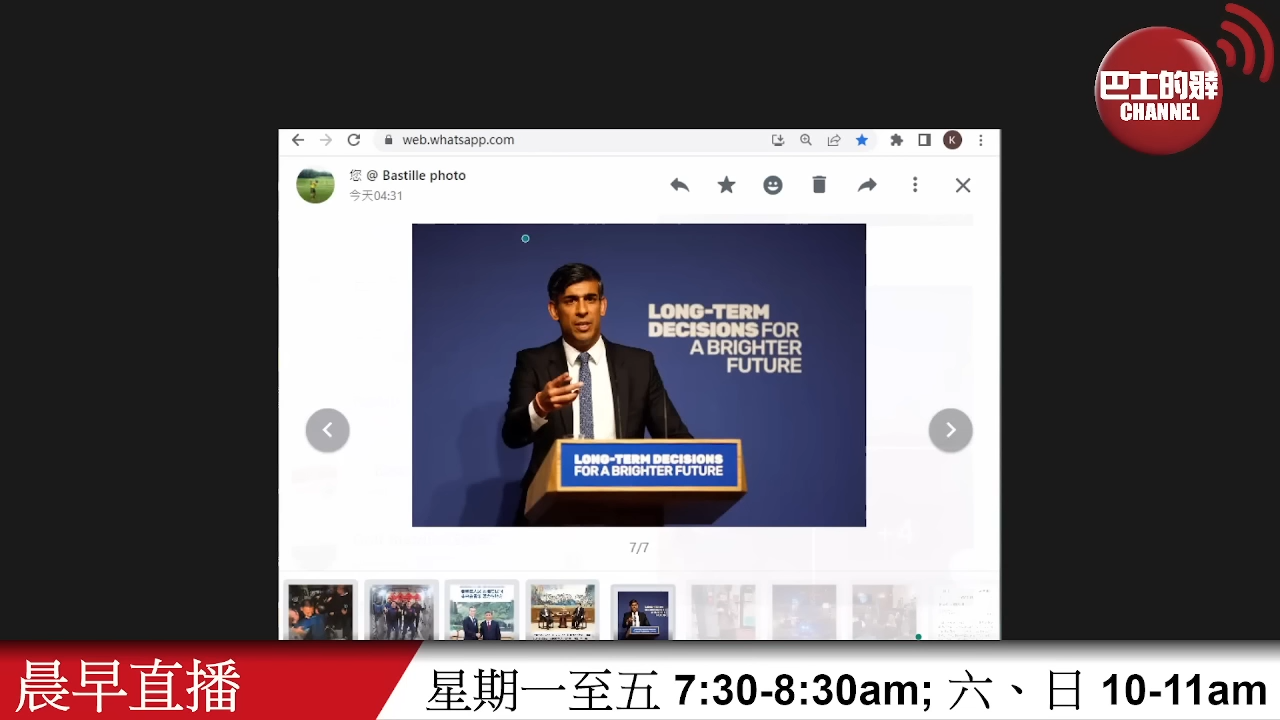 巴士的報
CHANNEL
web.whatsapp.com
K
您 @ Bastille photo
今天04:31
LONG-TERM
DECISIONS FOR
A BRIGHTER
FUTURE
LONG-TERM DECISIONS
FOR A BRIGHTER FUTURE
7/7
晨早直播
星期一至五 7:30-8:30am; 六、日 10-11am